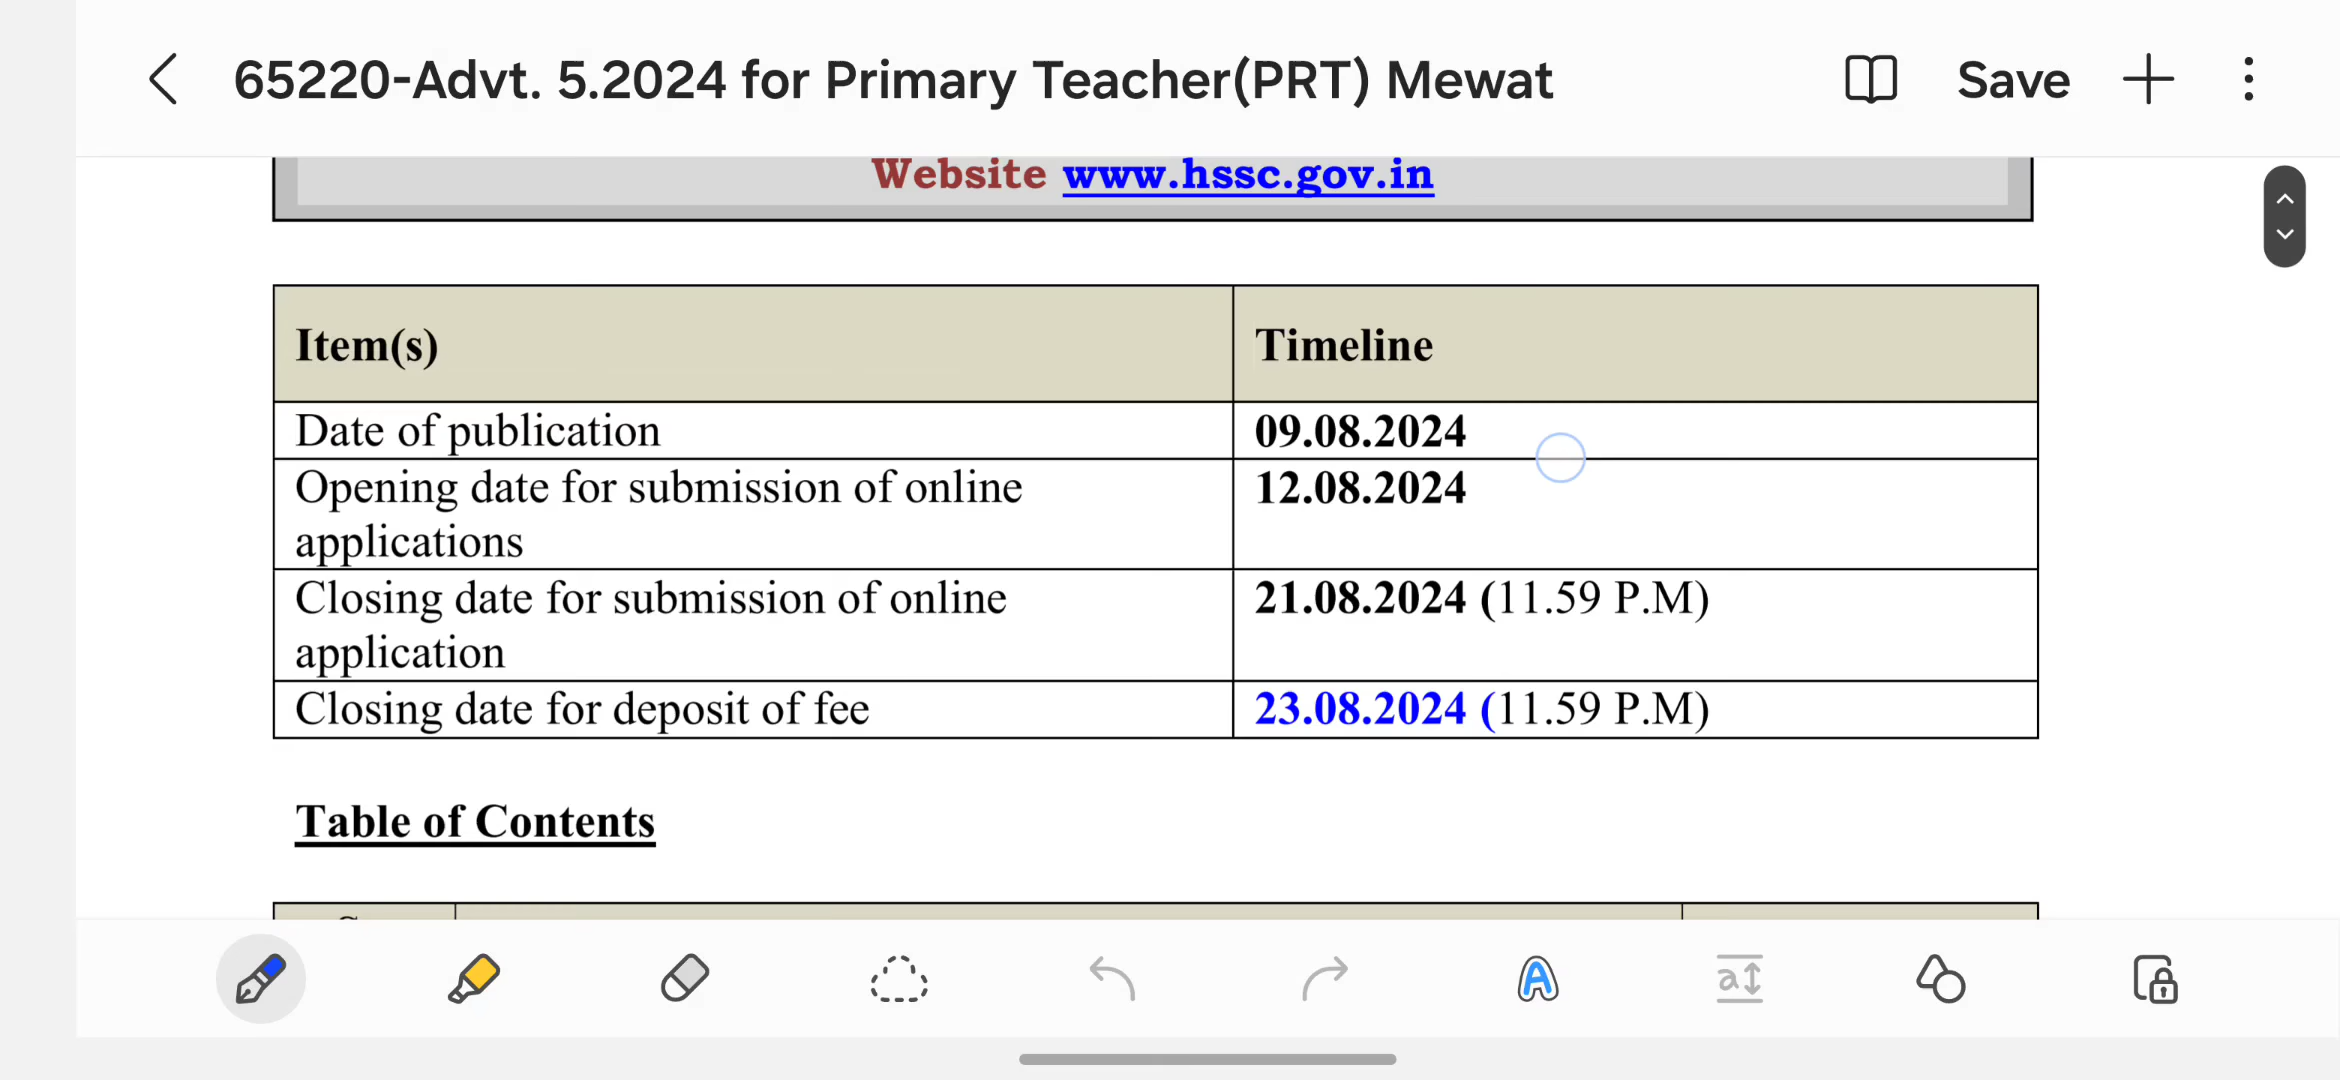 65220-Advt. 5.2024 for Primary Teacher(PRT) Mewat
Save
Website www.hssc.gov.in
Item(s)
Timeline
Date of publication
09.08.2024
Opening date for submission of online
applications
12.08.2024
Closing date for submission of online
application
21.08.2024 (11.59 P.M)
Closing date for deposit of fee
23.08.2024 (11.59 P.M)
Table of Contents